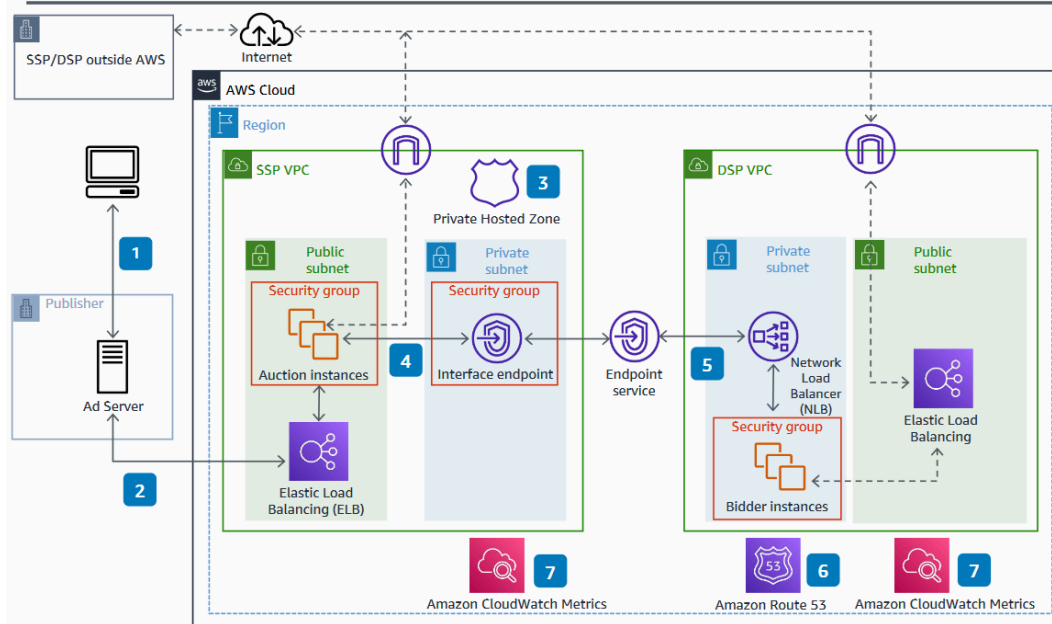 SSP/DSP outside AWS
Internet
aws
AWS Cloud
Region
SSP VPC
3
Private Hosted Zone
DSP VPC
1
Public
subnet
Private
subnet
Private
subnet
Public
subnet
Security group
Security group
Publisher
Auction instances
4
Interface endpoint
Endpoint
service
5
Network
Load
Balancer
(NLB)
Ad Server
Elastic Load
Balancing
Security group
2
Elastic Load
Balancing (ELB)
Bidder instances
7
53
6
7
Amazon CloudWatch Metrics
Amazon Route 53
Amazon CloudWatch Metrics